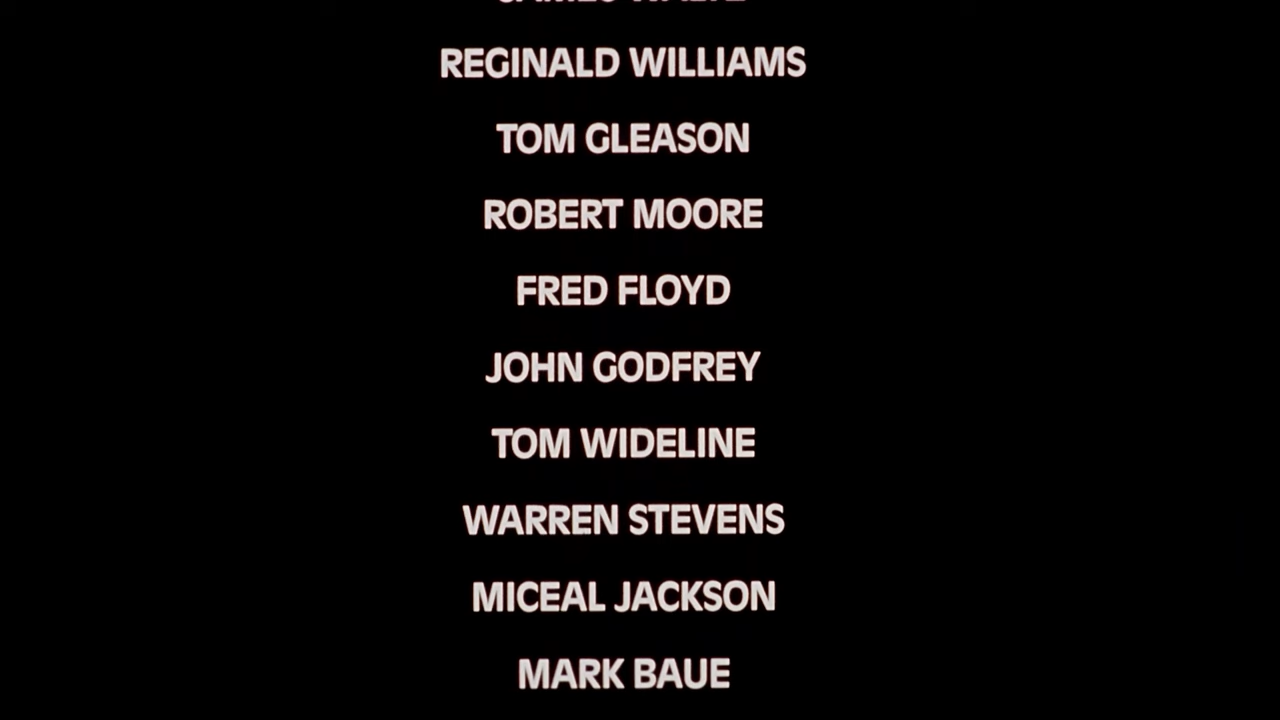 REGINALD WILLIAMS
TOM GLEASON
ROBERT MOORE
FRED FLOYD
JOHN GODFREY
TOM WIDELINE
WARREN STEVENS
MICEAL JACKSON
MARK BAUE